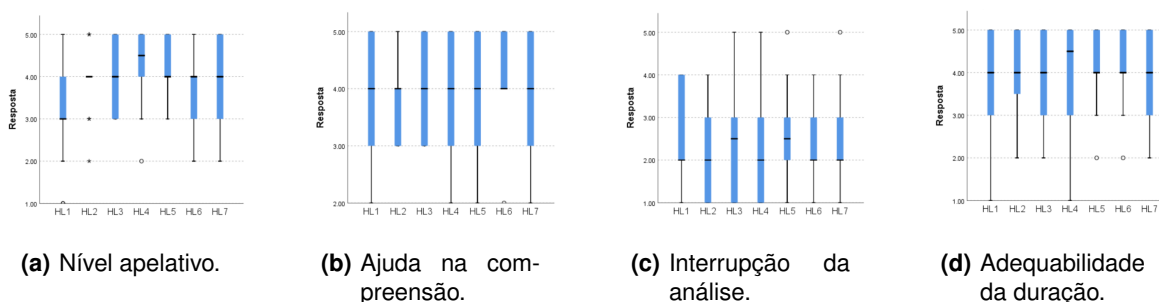 Resposta
5.00
4.00
3.00
2.00
1.00
HL1 HL2 HL3 HL4 HL5 HL6 HL7
(a) Nível apelativo.
Resposta
5.00
4.00
3.00
2.00
HL1 HL2 HL3 HL4 HL5 HL6 HL7
(b) Ajuda na com-
preensão.
Resposta
5.00
4.00
3.00
2.00
1.00
HL1 HL2 HL3 HL4 HL5 HL6 HL7
(c) Interrupção da
análise.
Resposta
5.00
4.00
3.00
2.00
1.00
HL1 HL2 HL3 HL4 HL5 HL6 HL7
(d) Adequabilidade
da duração.